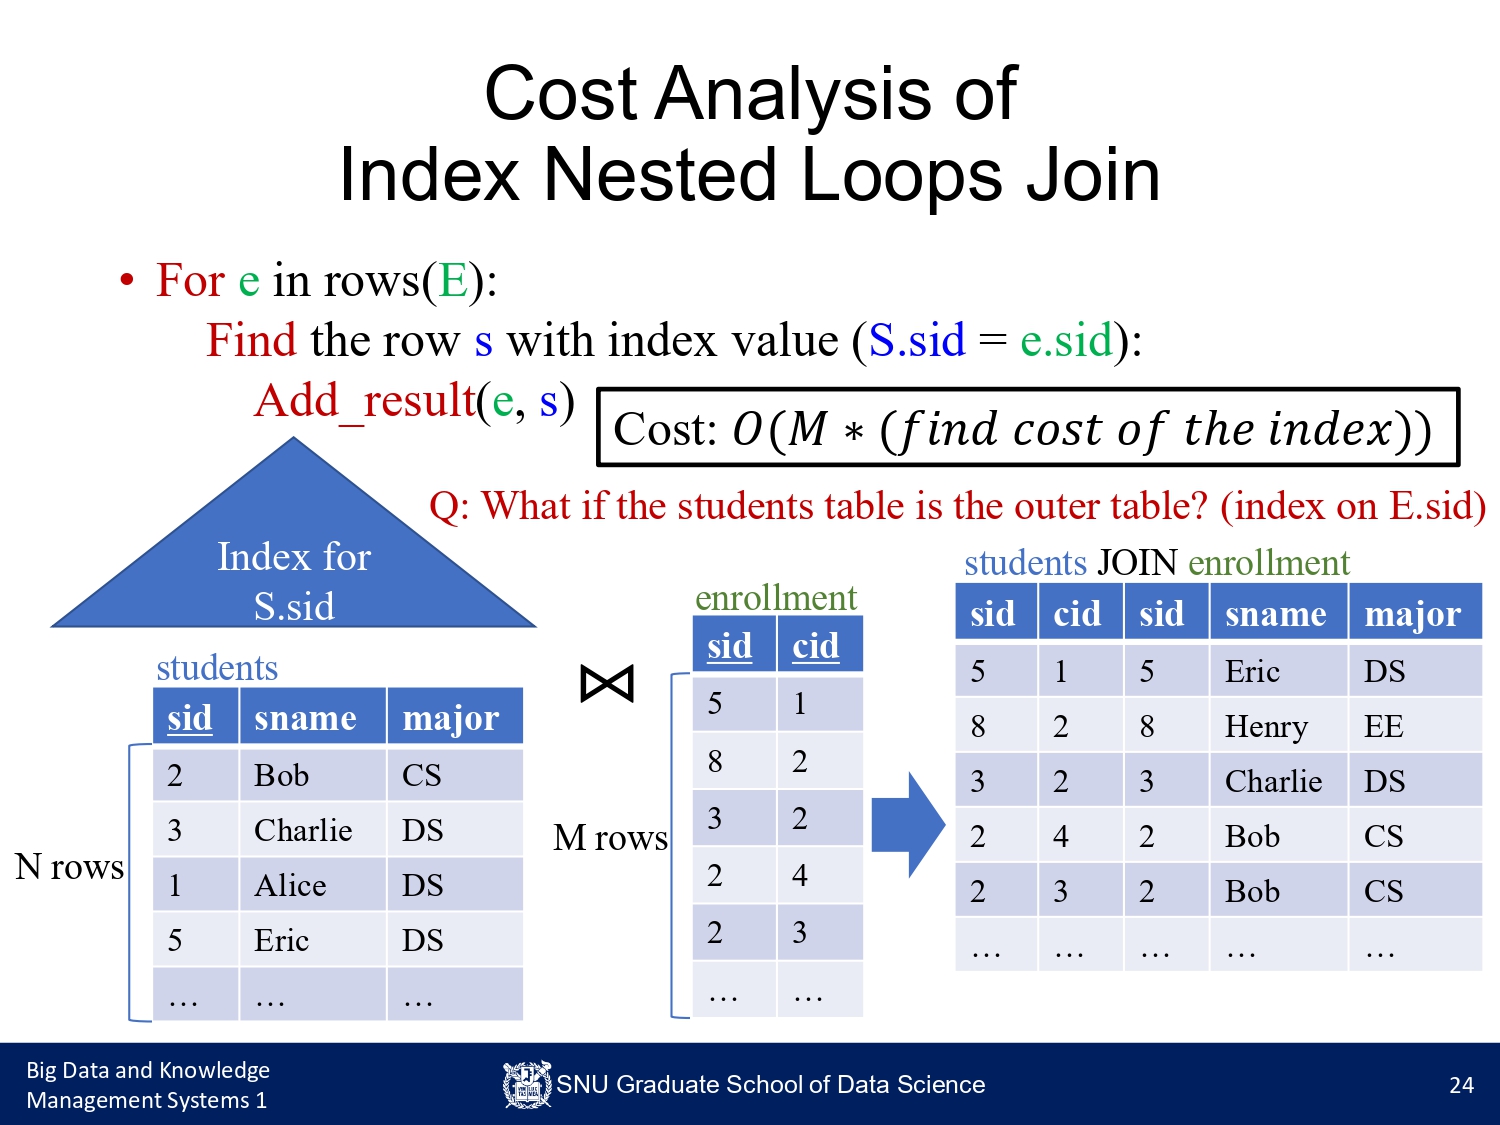 Cost Analysis of
Index Nested Loops Join
• For e in rows(E):
Find the row s with index value (S.sid = e.sid):
Add_result(e, s)
Cost: O(M ∗ (find cost of the index))
Q: What if the students table is the outer table? (index on E.sid)
Index for
S.sid
students
sid sname major
2 Bob CS
3 Charlie DS
1 Alice DS
5 Eric DS
… … …
N rows
⋈
enrollment
sid cid
5 1
8 2
3 2
2 4
2 3
… …
M rows
students JOIN enrollment
sid cid sid sname major
5 1 5 Eric DS
8 2 8 Henry EE
3 2 3 Charlie DS
2 4 2 Bob CS
2 3 2 Bob CS
… … … … …
Big Data and Knowledge
Management Systems 1
SNU Graduate School of Data Science
24